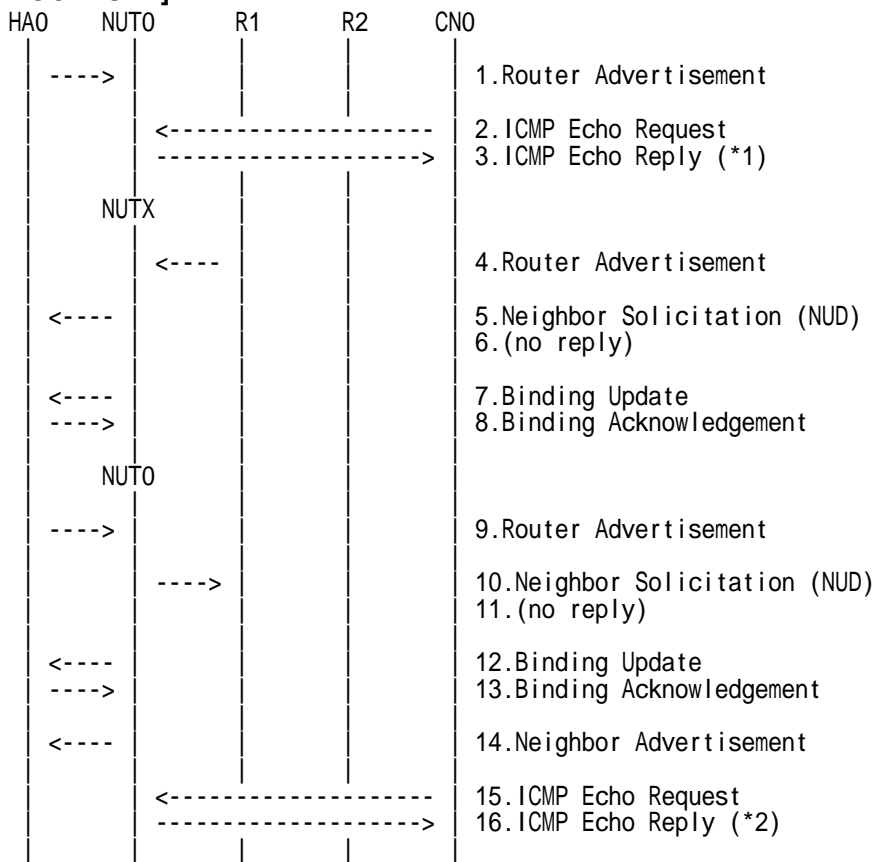 HA0 NUT0 R1 R2 CN0
----> 1.Router Advertisement
<-------------------- 2.ICMP Echo Request
--------------------> 3.ICMP Echo Reply (*1)
NUTX
<---- 4.Router Advertisement
<---- 5.Neighbor Solicitation (NUD)
6.(no reply)
<---- 7.Binding Update
----> 8.Binding Acknowledgement
NUT0
----> 9.Router Advertisement
----> 10.Neighbor Solicitation (NUD)
11.(no reply)
<---- 12.Binding Update
----> 13.Binding Acknowledgement
<---- 14.Neighbor Advertisement
<-------------------- 15.ICMP Echo Request
--------------------> 16.ICMP Echo Reply (*2)